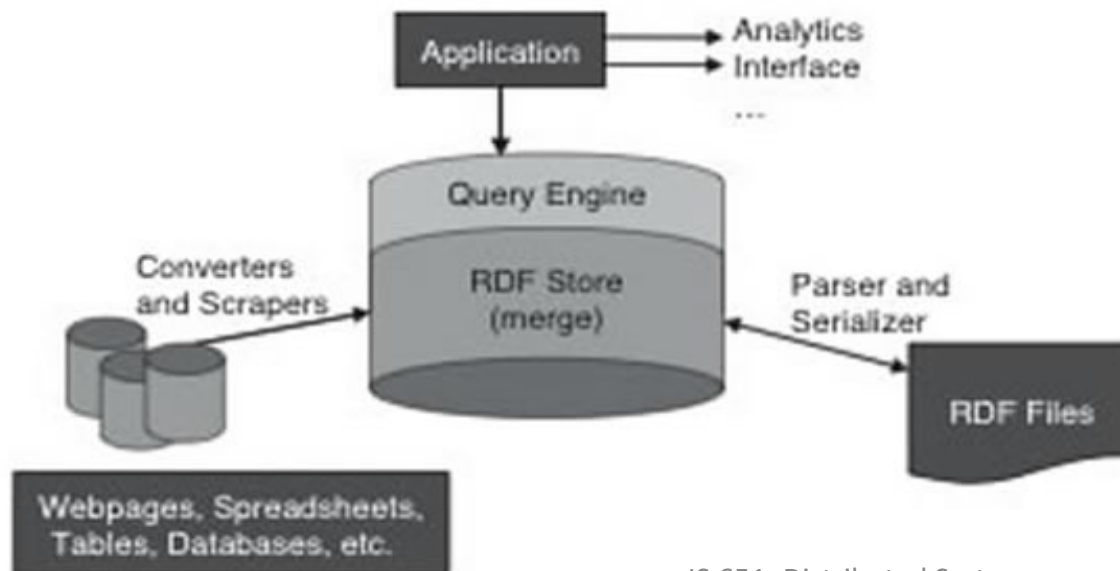 Application
Analytics
Interface
...
Query Engine
RDF Store
(merge)
Converters
and Scrapers
Parser and
Serializer
RDF Files
Webpages, Spreadsheets,
Tables, Databases, etc.